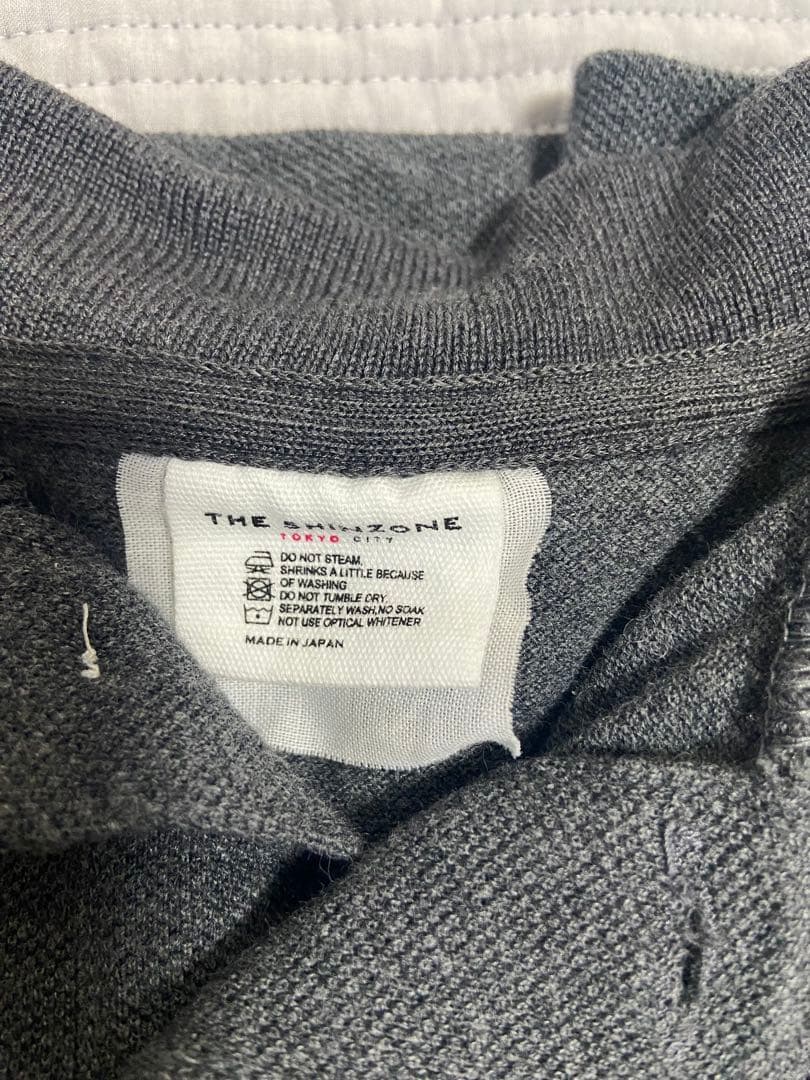 THE SHINZONE
TOKYO CITY
DO NOT STEAM,
SHRINKS A LITTLE BECAUSE
OF WASHING
DO NOT TUMBLE DRY.
SEPARATELY WASH,NO SOAK
NOT USE OPTICAL WHITENER
MADE IN JAPAN